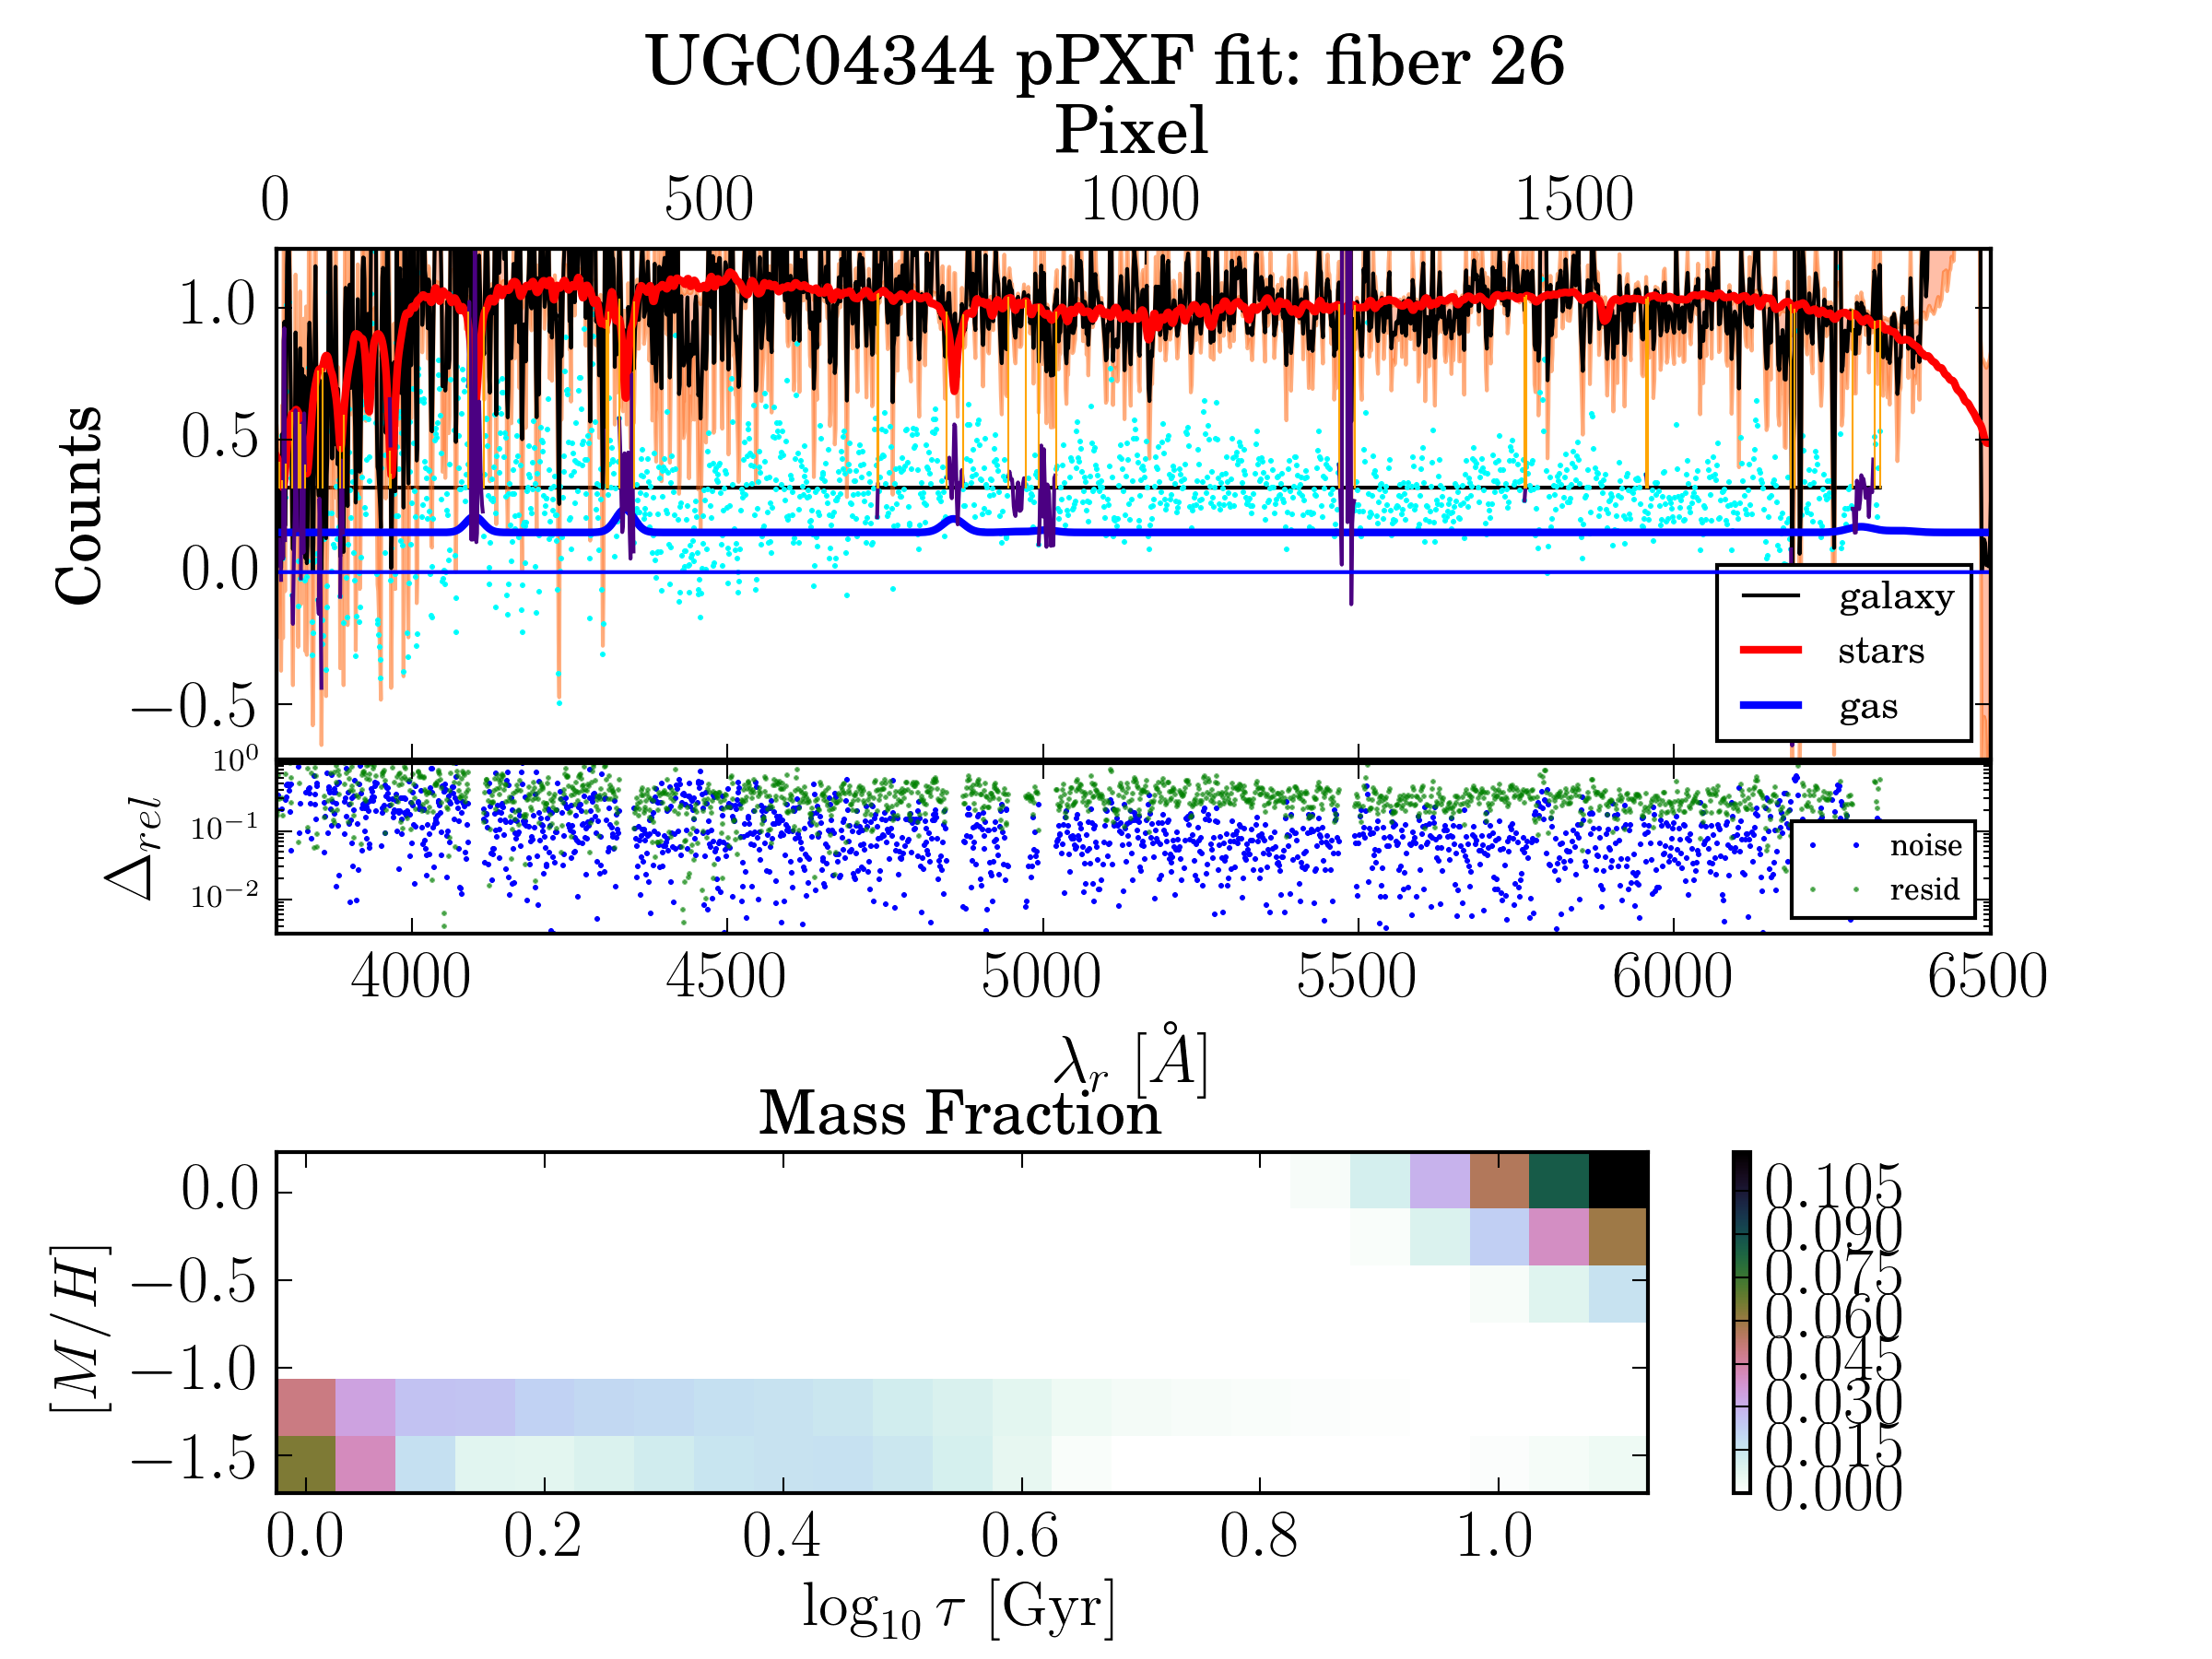 UGC04344 pPXF fit: fiber 26
Pixel
0 500 1000 1500
Counts
1.0
0.5
0.0
−0.5
galaxy
stars
gas
Δrel
10^0
10^−1
10^−2
noise
resid
4000 4500 5000 5500 6000 6500
λr [Å]
Mass Fraction
[M/H]
0.0
−0.5
−1.0
−1.5
0.0 0.2 0.4 0.6 0.8 1.0
log10 τ [Gyr]
0.105
0.090
0.075
0.060
0.045
0.030
0.015
0.000